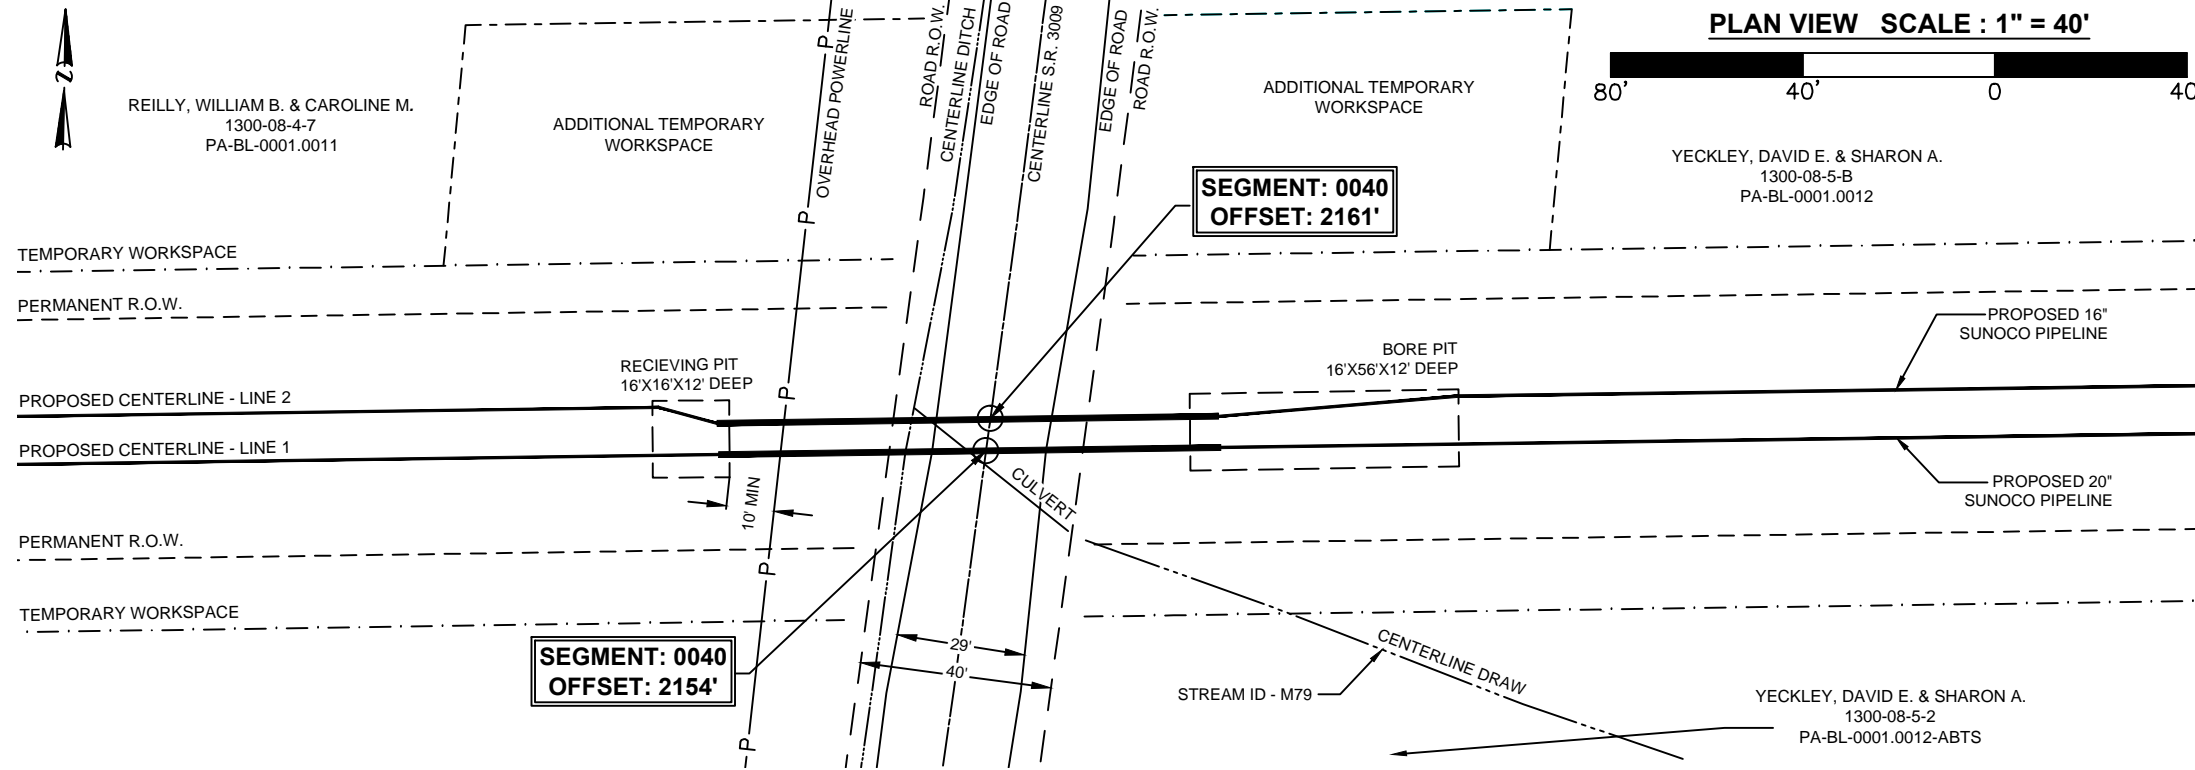 PLAN VIEW SCALE : 1" = 40'
80'
40'
0
40
N
REILLY, WILLIAM B. & CAROLINE M.
1300-08-4-7
PA-BL-0001.0011
ADDITIONAL TEMPORARY
WORKSPACE
P
OVERHEAD POWERLINE
P
ROAD R.O.W.
CENTERLINE DITCH
EDGE OF ROAD
CENTERLINE S.R. 3009
EDGE OF ROAD
ROAD R.O.W.
ADDITIONAL TEMPORARY
WORKSPACE
YECKLEY, DAVID E. & SHARON A.
1300-08-5-B
PA-BL-0001.0012
SEGMENT: 0040
OFFSET: 2161'
TEMPORARY WORKSPACE
PERMANENT R.O.W.
PROPOSED 16"
SUNOCO PIPELINE
RECIEVING PIT
16'X16'X12' DEEP
BORE PIT
16'X56'X12' DEEP
P
PROPOSED CENTERLINE - LINE 2
PROPOSED CENTERLINE - LINE 1
CULVERT
10' MIN
PROPOSED 20"
SUNOCO PIPELINE
PERMANENT R.O.W.
P
TEMPORARY WORKSPACE
SEGMENT: 0040
OFFSET: 2154'
29'
40'
CENTERLINE DRAW
STREAM ID - M79
YECKLEY, DAVID E. & SHARON A.
1300-08-5-2
PA-BL-0001.0012-ABTS
P